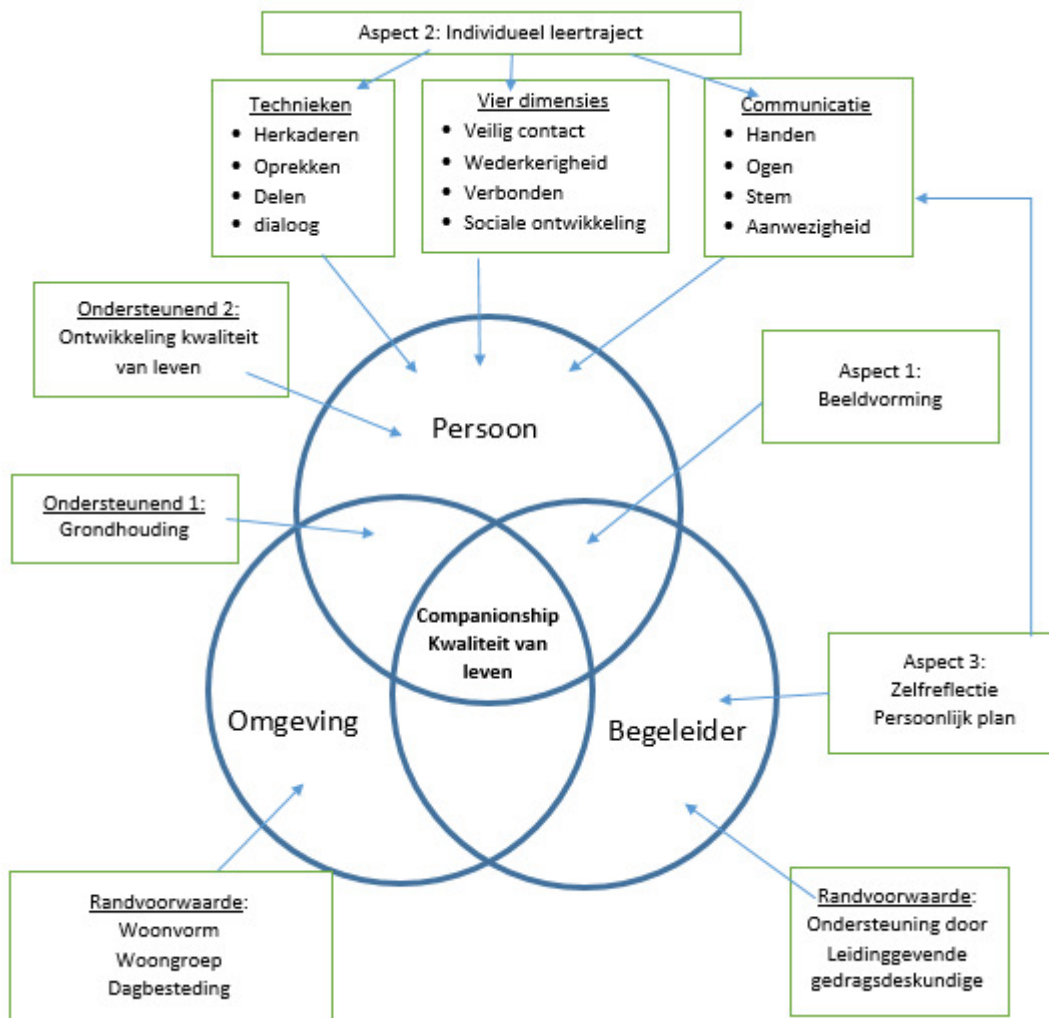 Aspect 2: Individueel leertraject
Technieken
• Herkaderen
• Oprekken
• Delen
• dialoog
Vier dimensies
• Veilig contact
• Wederkerigheid
• Verbonden
• Sociale ontwikkeling
Communicatie
• Handen
• Ogen
• Stem
• Aanwezigheid
Ondersteunend 2:
Ontwikkeling kwaliteit
van leven
Aspect 1:
Beeldvorming
Persoon
Ondersteunend 1:
Grondhouding
Companionship
Kwaliteit van
leven
Aspect 3:
Zelfreflectie
Persoonlijk plan
Omgeving
Begeleider
Randvoorwaarde:
Woonvorm
Woongroep
Dagbesteding
Randvoorwaarde:
Ondersteuning door
Leidinggevende
gedragsdeskundige